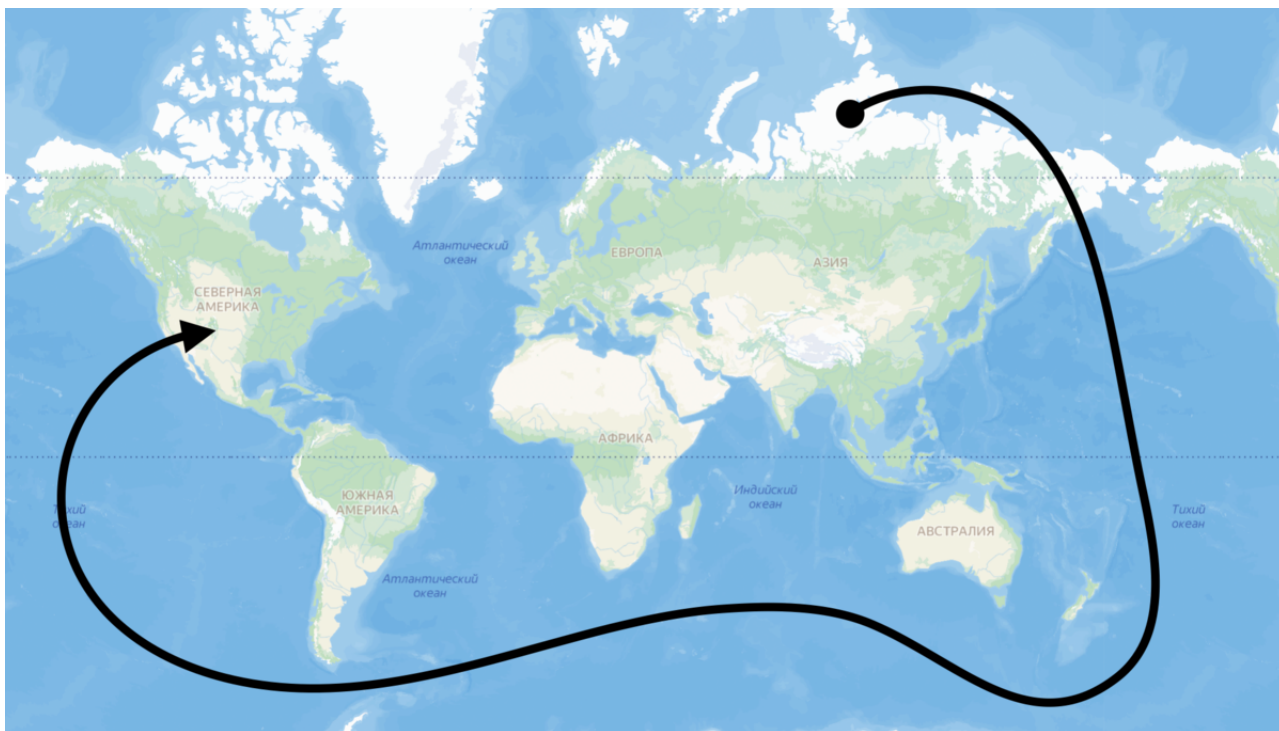 Атлантический
океан
ЕВРОПА
АЗИЯ
СЕВЕРНАЯ
АМЕРИКА
АФРИКА
ЮЖНАЯ
АМЕРИКА
Индийский
океан
Тихий
океан
Тихий
океан
АВСТРАЛИЯ
Атлантический
океан